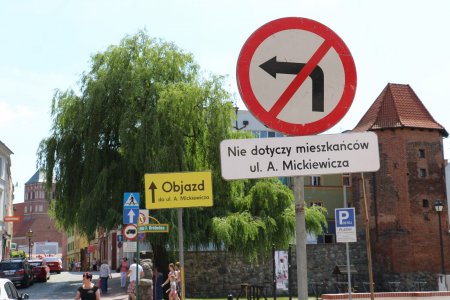 Nie dotyczy mieszkańców
ul. A. Mickiewicza
Objazd
do ul. A. Mickiewicza
P